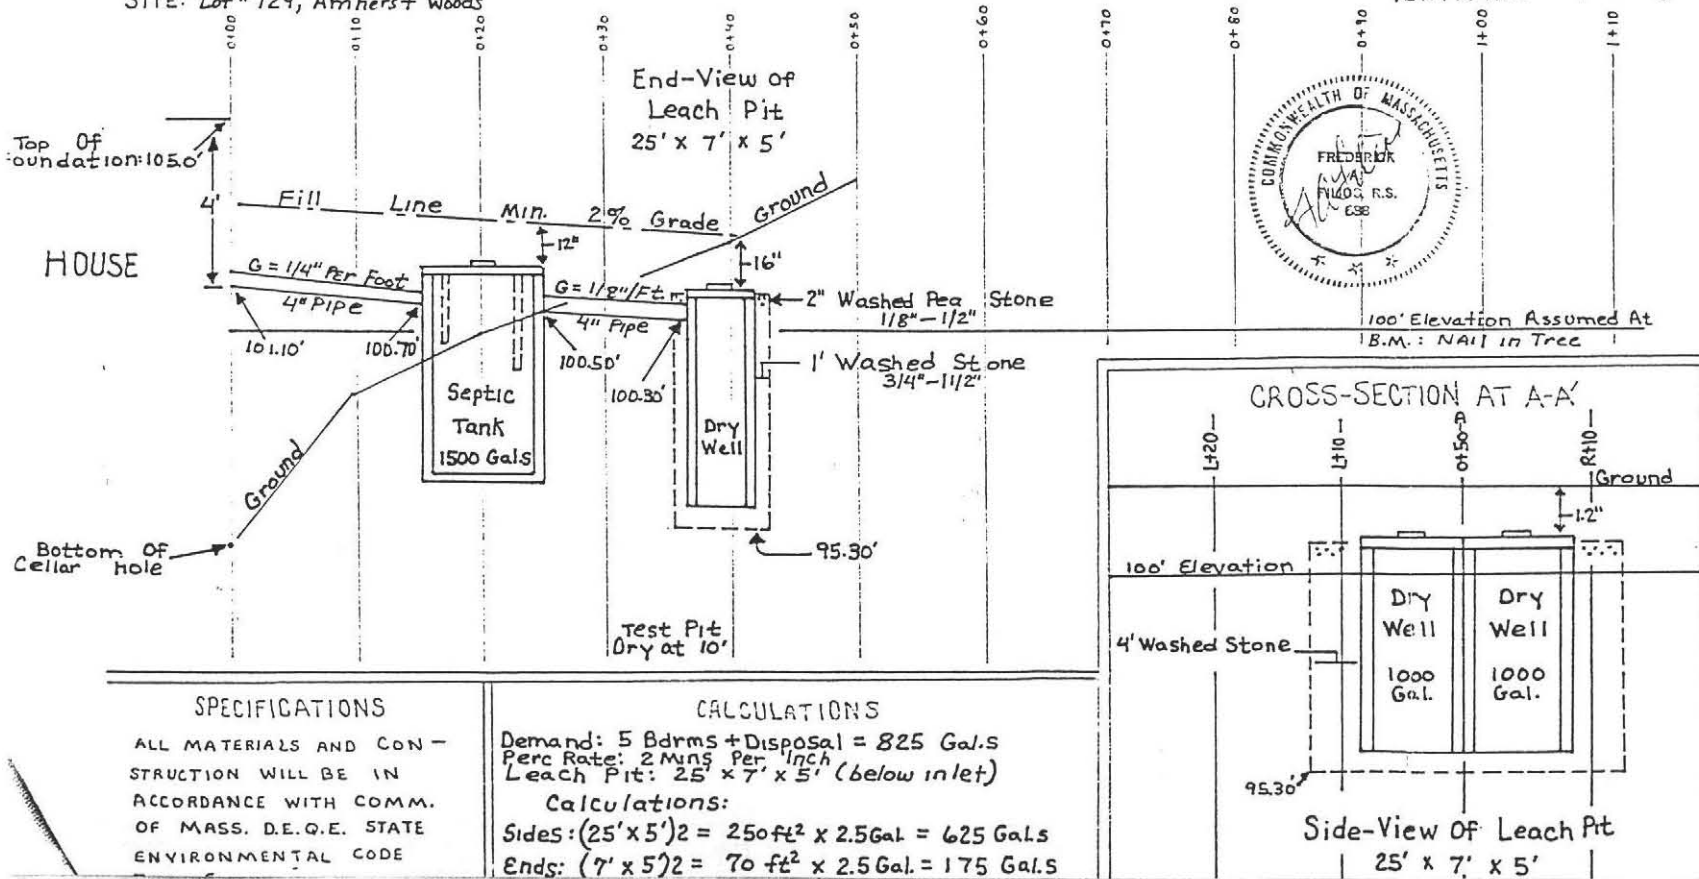 SITE: Lot # 129, Amherst Woods
0+00
0+10
0+20
0+30
0+40
0+50
0+60
0+70
0+80
0+90
1+00
1+10
End-View of
Leach Pit
25' x 7' x 5'
COMMONWEALTH OF MASSACHUSETTS
FREDERICK
A.
FILIOS, R.S.
638
Top Of
oundation: 105.0'
4'
HOUSE
Fill Line Min. 2% Grade
Ground
12"
16"
G = 1/4" Per Foot
4" PIPE
G = 1/8"/Ft.
4" Pipe
101.10'
100.70'
100.50'
100.30'
2" Washed Pea Stone
1/8" - 1/2"
1' Washed Stone
3/4" - 1 1/2"
100' Elevation Assumed At
B.M.: NAil in Tree
Septic
Tank
1500 Gals
Dry
Well
Ground
Bottom Of
Cellar hole
95.30'
Test Pit
Dry at 10'
CROSS-SECTION AT A-A'
L+20
L+10
0+50-A
R+10
Ground
12"
100' Elevation
Dry
Well
1000
Gal.
Dry
Well
1000
Gal.
4' Washed Stone
95.30'
Side-View Of Leach Pit
25' x 7' x 5'
SPECIFICATIONS
ALL MATERIALS AND CON-
STRUCTION WILL BE IN
ACCORDANCE WITH COMM.
OF MASS. D.E.Q.E. STATE
ENVIRONMENTAL CODE
CALCULATIONS
Demand: 5 Bdrms + Disposal = 825 Gal.s
Perc Rate: 2 Mins Per Inch
Leach Pit: 25' x 7' x 5' (below inlet)
Calculations:
Sides: (25' x 5')2 = 250 ft² x 2.5 Gal. = 625 Gal.s
Ends: (7' x 5')2 = 70 ft² x 2.5 Gal. = 175 Gal.s